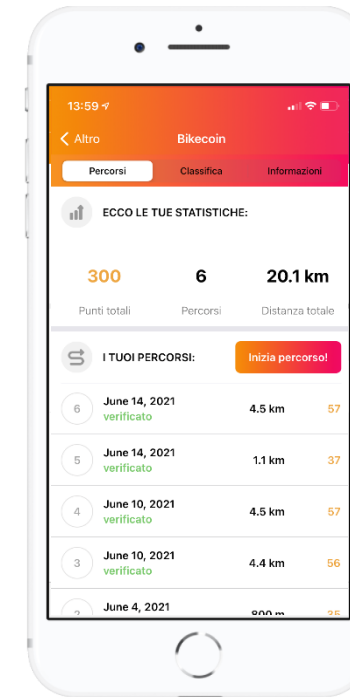 13:59
Altro
Bikecoin
Percorsi
Classifica
Informazioni
ECCO LE TUE STATISTICHE:
300
6
20.1 km
Punti totali
Percorsi
Distanza totale
I TUOI PERCORSI:
Inizia percorso!
6
June 14, 2021
verificato
4.5 km
57
5
June 14, 2021
verificato
1.1 km
37
4
June 10, 2021
verificato
4.5 km
57
3
June 10, 2021
verificato
4.4 km
56
2
June 4, 2021
800 m
35